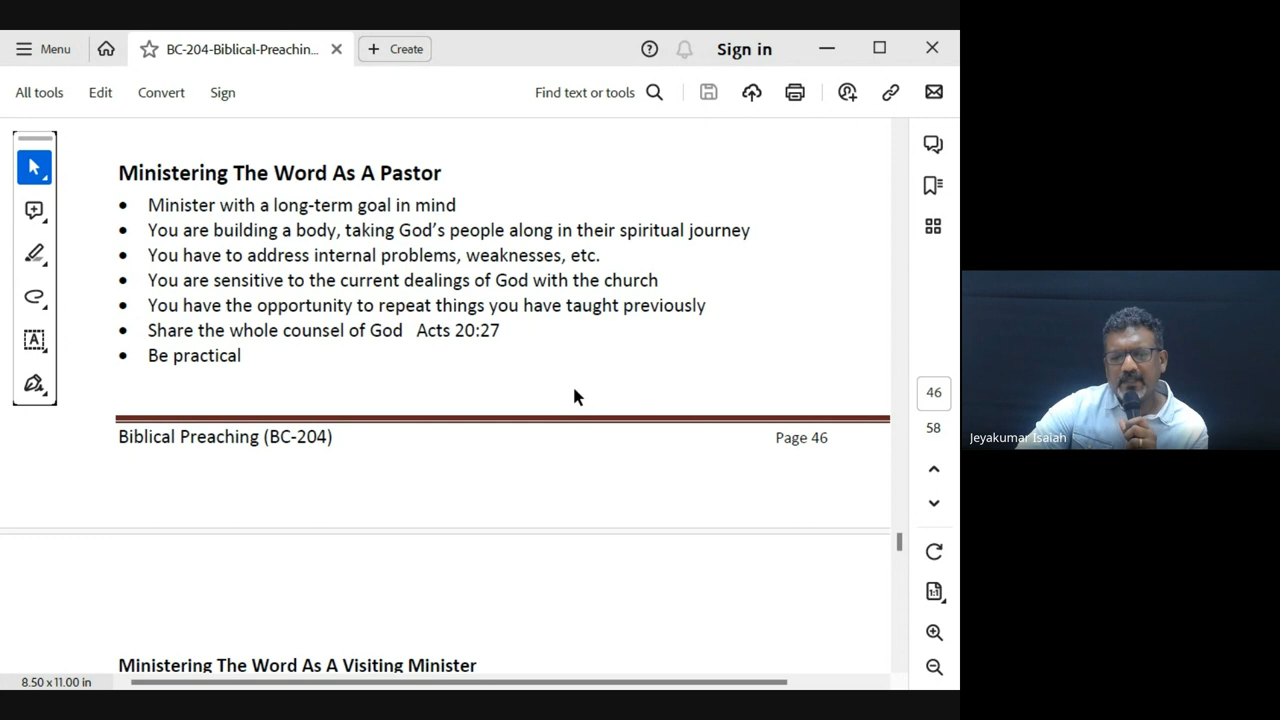 Menu
BC-204-Biblical-Preachin...
Create
Sign in
All tools
Edit
Convert
Sign
Find text or tools
Ministering The Word As A Pastor
• Minister with a long-term goal in mind
• You are building a body, taking God’s people along in their spiritual journey
• You have to address internal problems, weaknesses, etc.
• You are sensitive to the current dealings of God with the church
• You have the opportunity to repeat things you have taught previously
• Share the whole counsel of God   Acts 20:27
• Be practical
46
58
Biblical Preaching (BC-204)
Page 46
Jeyakumar Isaiah
1:1
Ministering The Word As A Visiting Minister
8.50 x 11.00 in